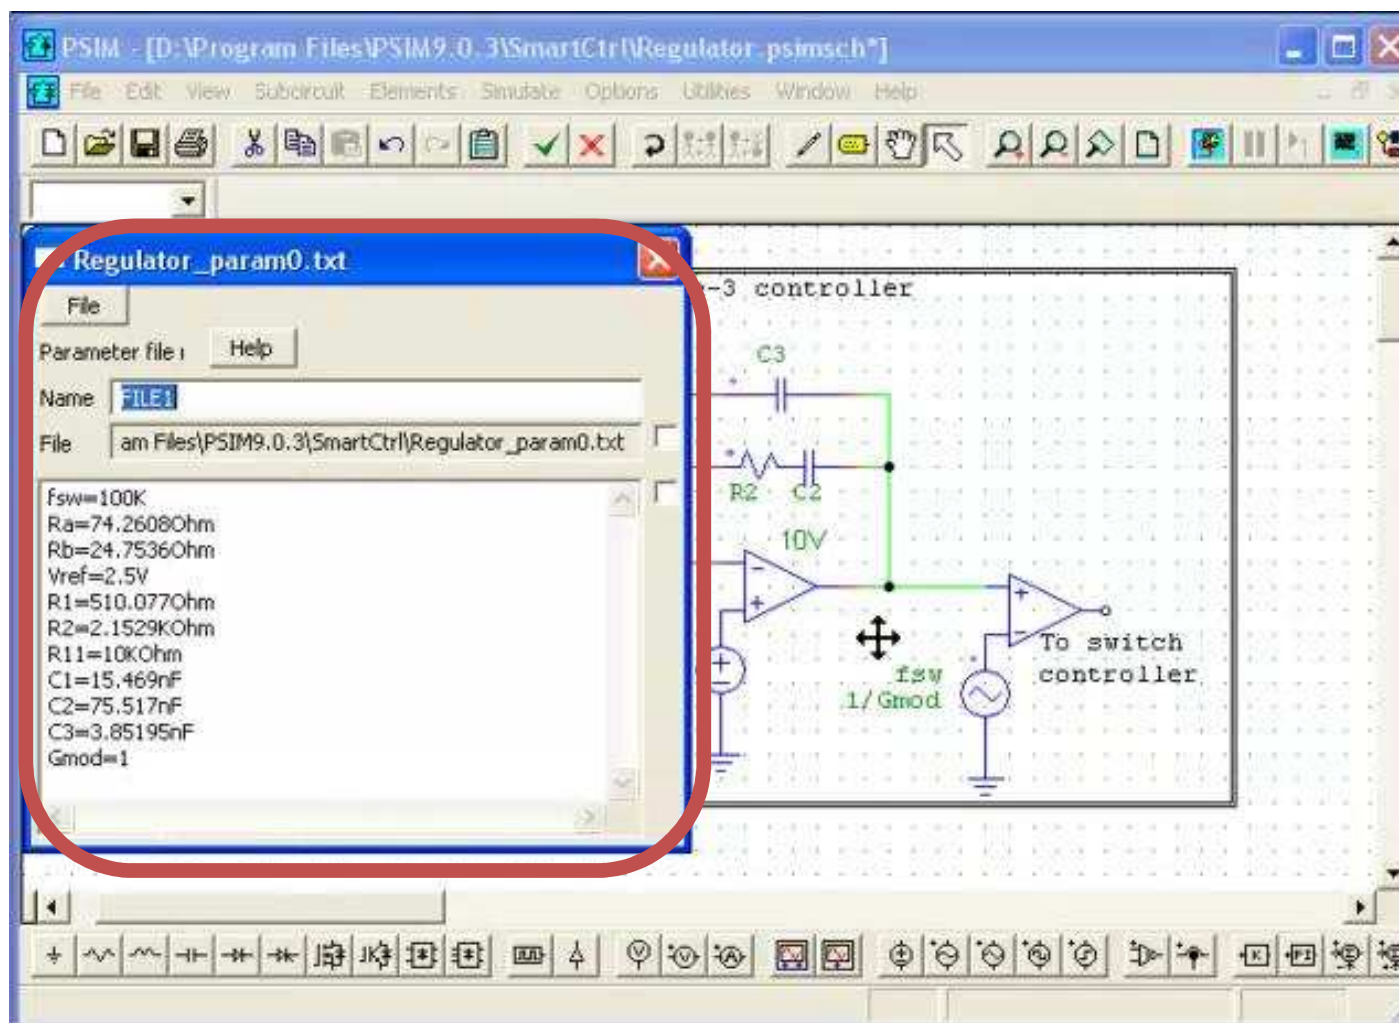 PSIM - [D:\Program Files\PSIM9.0.3\SmartCtrl\Regulator.psimsch*]
File Edit View Subcircuit Elements Simulate Options Utilities Window Help
Regulator_param0.txt
File
Parameter file
Help
Name FILE1
File am Files\PSIM9.0.3\SmartCtrl\Regulator_param0.txt
fsw=100K
Ra=74.2608Ohm
Rb=24.7536Ohm
Vref=2.5V
R1=510.077Ohm
R2=2.1529KOhm
R11=10KOhm
C1=15.469nF
C2=75.517nF
C3=3.85195nF
Gmod=1
-3 controller
C3
R2 C2
10V
To switch
controller
fsw
1/Gmod
K
PI